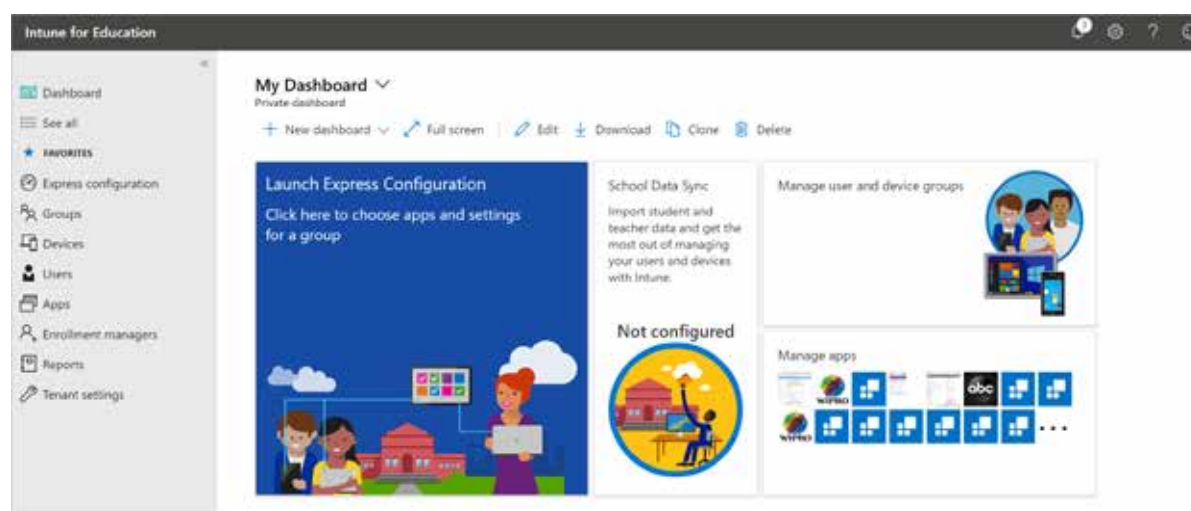 Intune for Education
3
?
«
Dashboard
See all
FAVORITES
Express configuration
Groups
Devices
Users
Apps
Enrollment managers
Reports
Tenant settings
My Dashboard
Private dashboard
+ New dashboard
Full screen
Edit
Download
Clone
Delete
Launch Express Configuration
Click here to choose apps and settings
for a group
School Data Sync
Import student and
teacher data and get the
most out of managing
your users and devices
with Intune.
Not configured
Manage user and device groups
Manage apps
WIPRO
abc
WIPRO
...